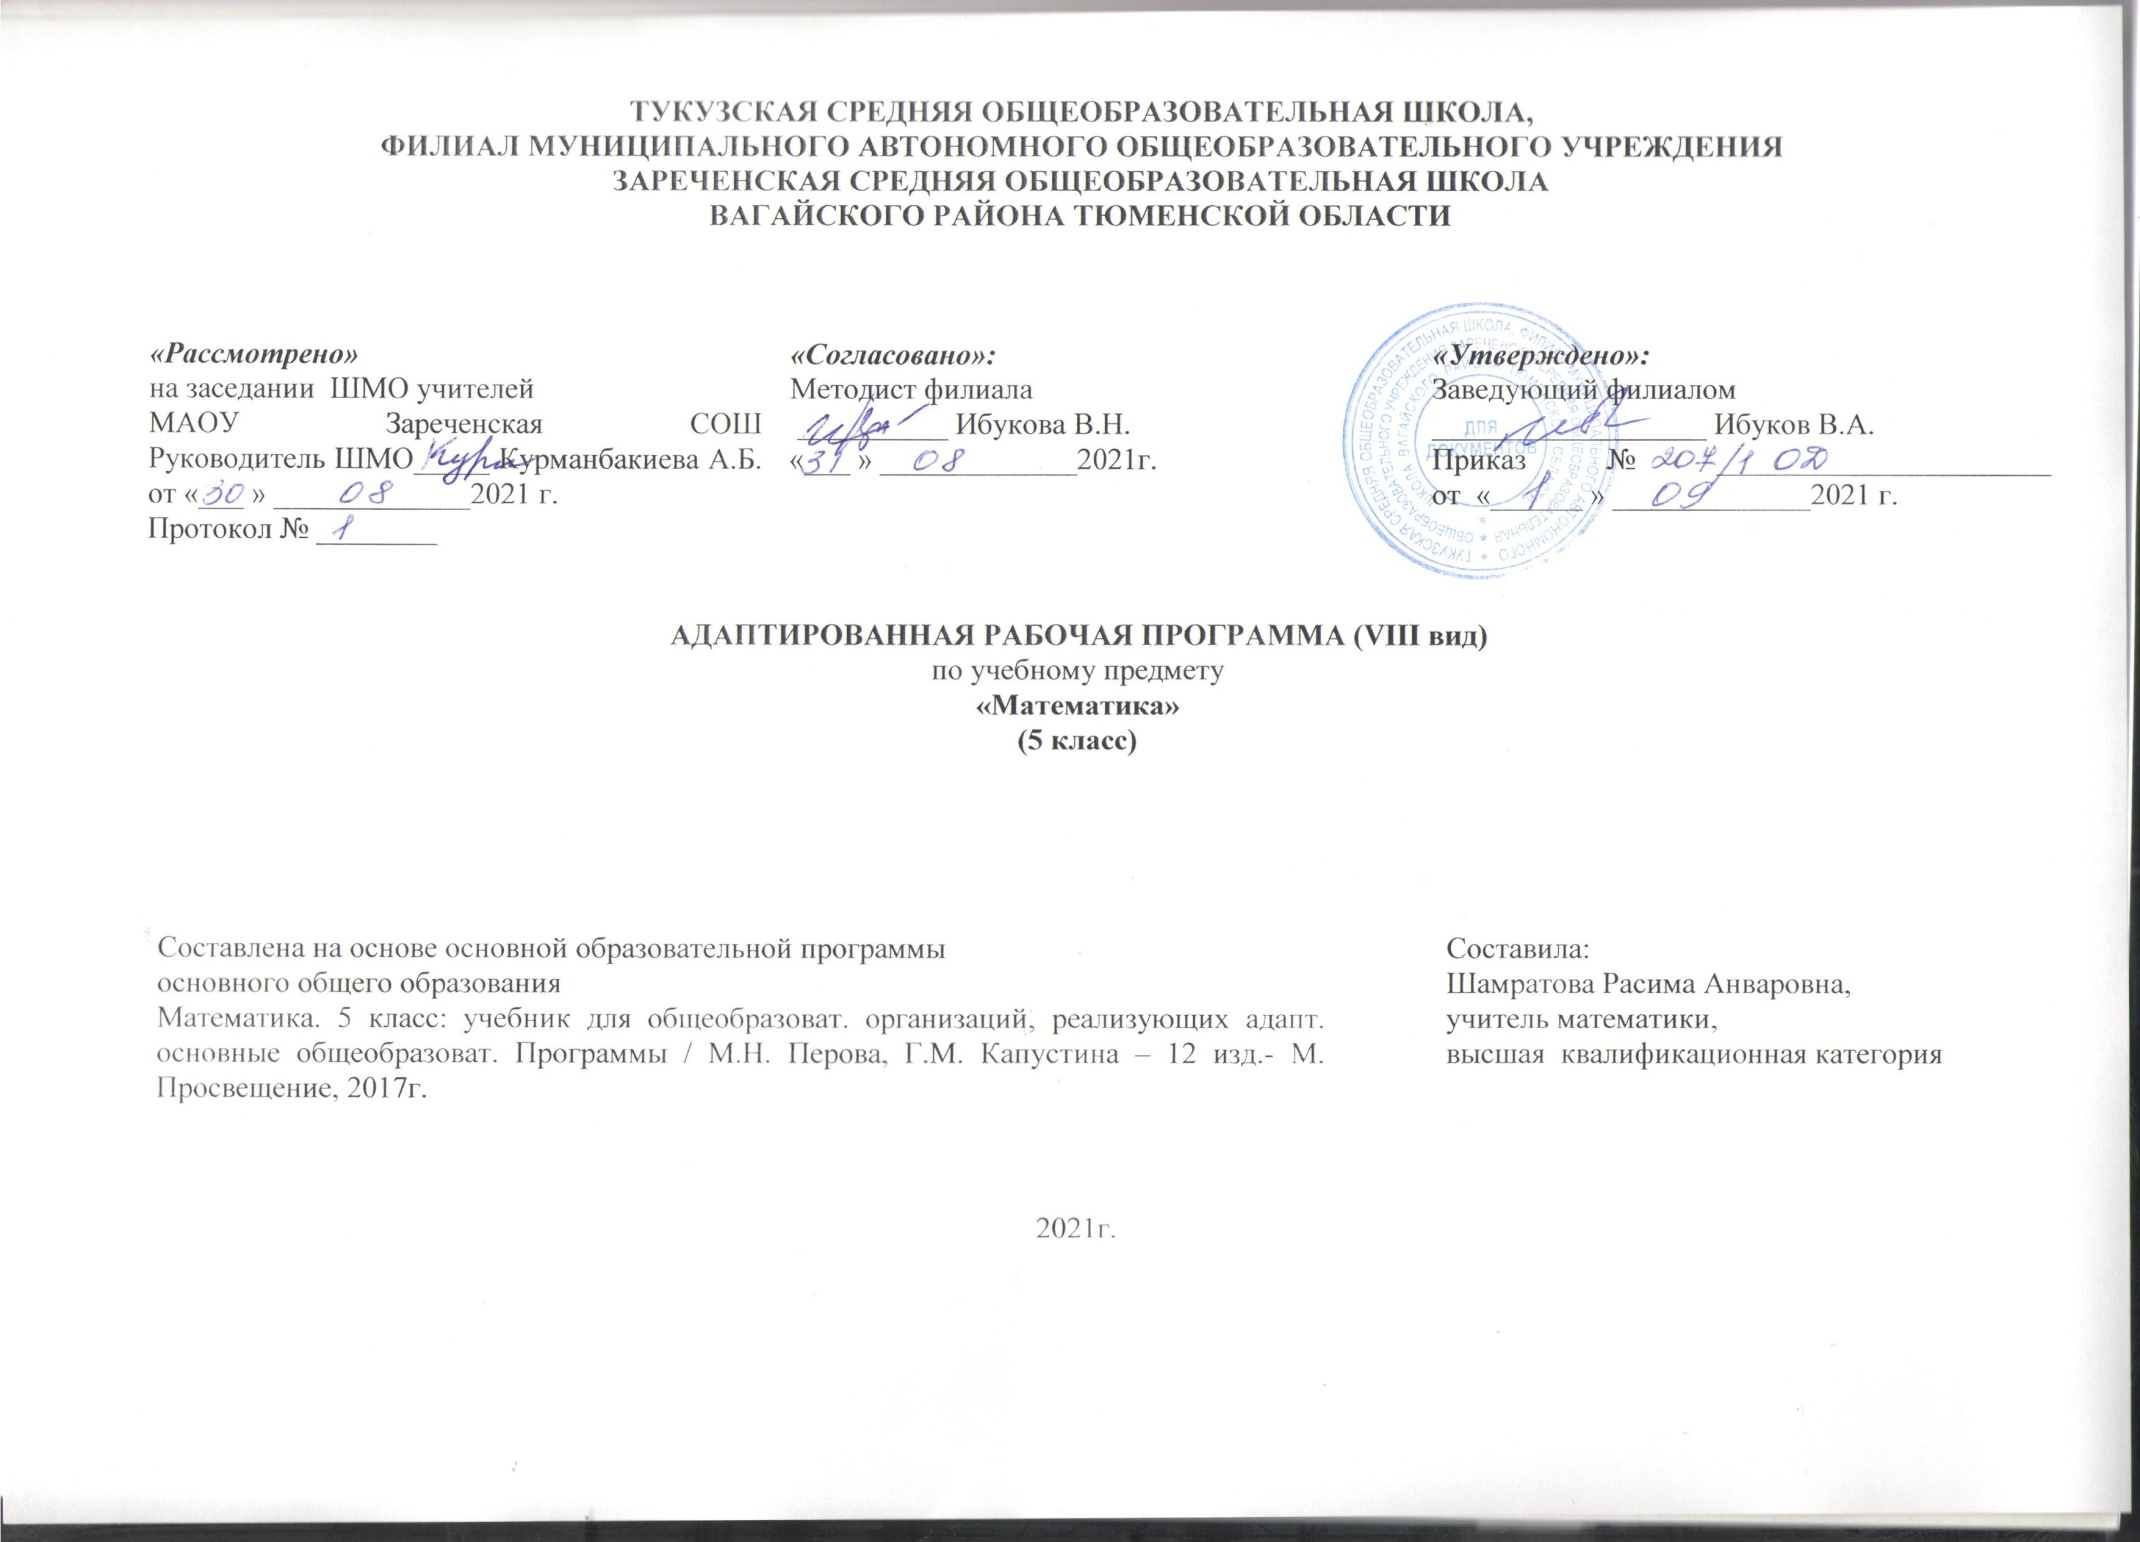 ТУКУЗСКАЯ СРЕДНЯЯ ОБЩЕОБРАЗОВАТЕЛЬНАЯ ШКОЛА,
ФИЛИАЛ МУНИЦИПАЛЬНОГО АВТОНОМНОГО ОБЩЕОБРАЗОВАТЕЛЬНОГО УЧРЕЖДЕНИЯ
ЗАРЕЧЕНСКАЯ СРЕДНЯЯ ОБЩЕОБРАЗОВАТЕЛЬНАЯ ШКОЛА
ВАГАЙСКОГО РАЙОНА ТЮМЕНСКОЙ ОБЛАСТИ
«Рассмотрено»
на заседании ШМО учителей
МАОУ Зареченская СОШ
Руководитель ШМО Курманбакиева А.Б.
от «30» 08 2021 г.
Протокол № 1
«Согласовано»:
Методист филиала
Ибукова В.Н.
«31» 08 2021г.
«Утверждено»:
Заведующий филиалом
Ибуков В.А.
Приказ № 207/1 ОД
от «1» 09 2021 г.
ДЛЯ
ДОКУМЕНТОВ
АДАПТИРОВАННАЯ РАБОЧАЯ ПРОГРАММА (VIII вид)
по учебному предмету
«Математика»
(5 класс)
Составлена на основе основной образовательной программы
основного общего образования
Математика. 5 класс: учебник для общеобразоват. организаций, реализующих адапт.
основные общеобразоват. Программы / М.Н. Перова, Г.М. Капустина – 12 изд.- М.
Просвещение, 2017г.
Составила:
Шамратова Расима Анваровна,
учитель математики,
высшая квалификационная категория
2021г.